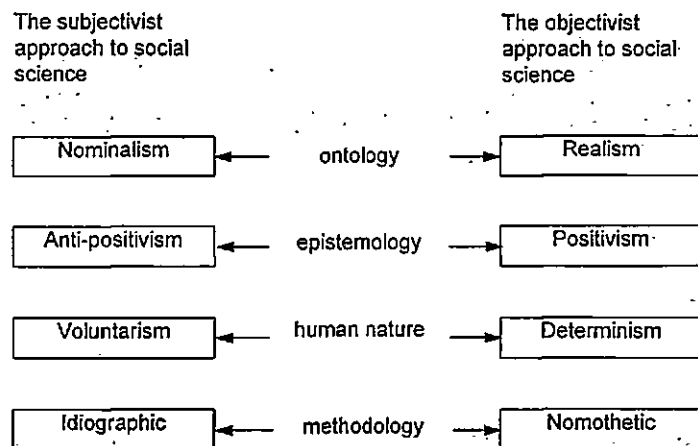 The subjectivist
approach to social
science
The objectivist
approach to social
science
Nominalism
ontology
Realism
Anti-positivism
epistemology
Positivism
Voluntarism
human nature
Determinism
Idiographic
methodology
Nomothetic